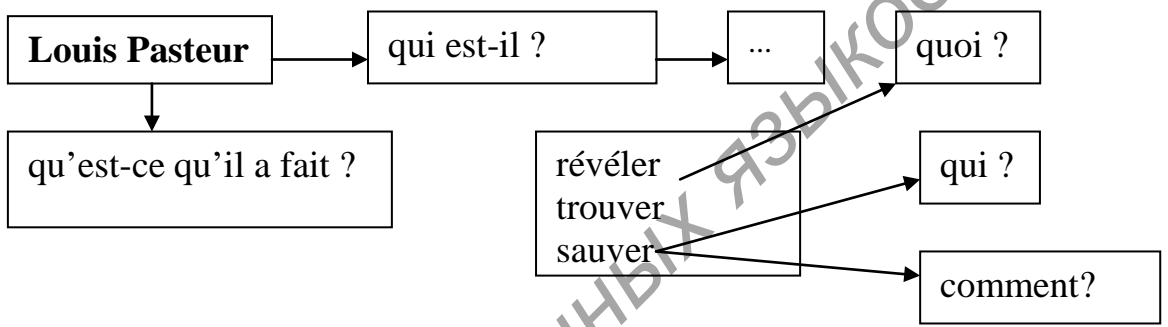 Louis Pasteur
qui est-il ?
...
quoi ?
qu’est-ce qu’il a fait ?
révéler
trouver
sauver
qui ?
comment?